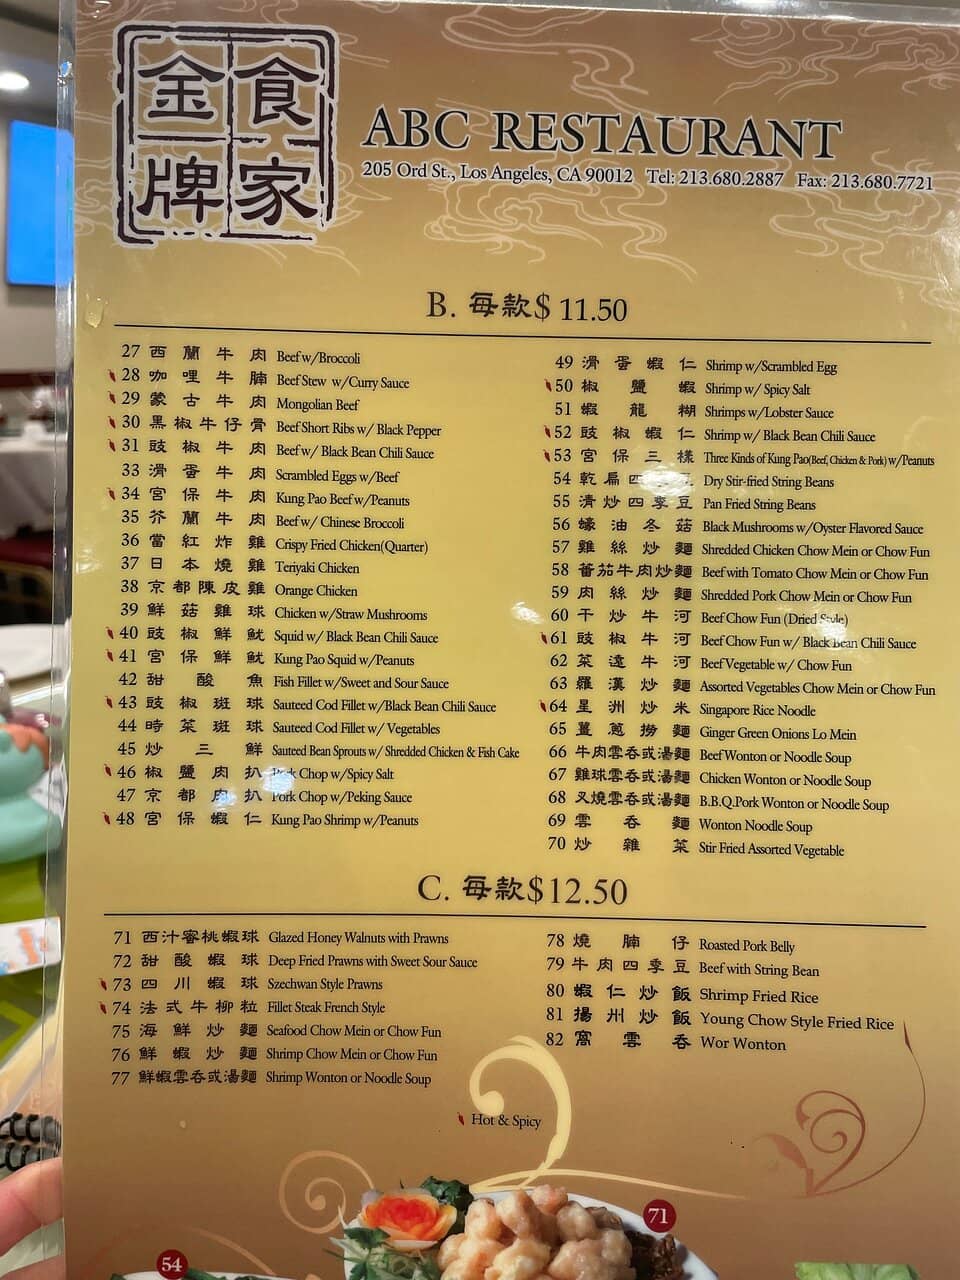 金食
牌家
ABC RESTAURANT
205 Ord St., Los Angeles, CA 90012 Tel: 213.680.2887 Fax: 213.680.7721
B. 每款$ 11.50
27 西蘭牛肉 Beef w/Broccoli
28 咖哩牛腩 Beef Stew w/Curry Sauce
29 蒙古牛肉 Mongolian Beef
30 黑椒牛仔骨 Beef Short Ribs w/ Black Pepper
31 豉椒牛肉 Beef w/ Black Bean Chili Sauce
33 滑蛋牛肉 Scrambled Eggs w/Beef
34 宮保牛肉 Kung Pao Beef w/Peanuts
35 芥蘭牛肉 Beef w/ Chinese Broccoli
36 當紅炸雞 Crispy Fried Chicken(Quarter)
37 日本燒雞 Teriyaki Chicken
38 京都陳皮雞 Orange Chicken
39 鮮菇雞球 Chicken w/Straw Mushrooms
40 豉椒鮮魷 Squid w/ Black Bean Chili Sauce
41 宮保鮮魷 Kung Pao Squid w/Peanuts
42 甜酸魚 Fish Fillet w/Sweet and Sour Sauce
43 豉椒斑球 Sauteed Cod Fillet w/Black Bean Chili Sauce
44 時菜斑球 Sauteed Cod Fillet w/ Vegetables
45 炒三鮮 Sauteed Bean Sprouts w/ Shredded Chicken & Fish Cake
46 椒鹽肉扒 Pork Chop w/Spicy Salt
47 京都肉扒 Pork Chop w/Peking Sauce
48 宮保蝦仁 Kung Pao Shrimp w/Peanuts
49 滑蛋蝦仁 Shrimp w/Scrambled Egg
50 椒鹽蝦 Shrimp w/ Spicy Salt
51 蝦龍糊 Shrimps w/Lobster Sauce
52 豉椒蝦仁 Shrimp w/ Black Bean Chili Sauce
53 宮保三樣 Three Kinds of Kung Pao(Beef, Chicken & Pork) w/Peanuts
54 乾扁四季豆 Dry Stir-fried String Beans
55 清炒四季豆 Pan Fried String Beans
56 蠔油冬菇 Black Mushrooms w/Oyster Flavored Sauce
57 雞絲炒麵 Shredded Chicken Chow Mein or Chow Fun
58 蕃茄牛肉炒麵 Beef with Tomato Chow Mein or Chow Fun
59 肉絲炒麵 Shredded Pork Chow Mein or Chow Fun
60 干炒牛河 Beef Chow Fun (Dried Style)
61 豉椒牛河 Beef Chow Fun w/ Black Bean Chili Sauce
62 菜遠牛河 Beef Vegetable w/ Chow Fun
63 羅漢炒麵 Assorted Vegetables Chow Mein or Chow Fun
64 星洲炒米 Singapore Rice Noodle
65 薑蔥撈麵 Ginger Green Onions Lo Mein
66 牛肉雲吞或湯麵 Beef Wonton or Noodle Soup
67 雞球雲吞或湯麵 Chicken Wonton or Noodle Soup
68 叉燒雲吞或湯麵 B.B.Q.Pork Wonton or Noodle Soup
69 雲吞麵 Wonton Noodle Soup
70 炒雜菜 Stir Fried Assorted Vegetable
C. 每款$12.50
71 西汁蜜桃蝦球 Glazed Honey Walnuts with Prawns
72 甜酸蝦球 Deep Fried Prawns with Sweet Sour Sauce
73 四川蝦球 Szechwan Style Prawns
74 法式牛柳粒 Fillet Steak French Style
75 海鮮炒麵 Seafood Chow Mein or Chow Fun
76 鮮蝦炒麵 Shrimp Chow Mein or Chow Fun
77 鮮蝦雲吞或湯麵 Shrimp Wonton or Noodle Soup
78 燒腩仔 Roasted Pork Belly
79 牛肉四季豆 Beef with String Bean
80 蝦仁炒飯 Shrimp Fried Rice
81 揚州炒飯 Young Chow Style Fried Rice
82 窩雲吞 Wor Wonton
Hot & Spicy
71
54